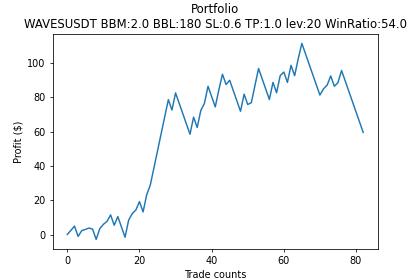 Portfolio
WAVESUSDT BBM:2.0 BBL:180 SL:0.6 TP:1.0 lev:20 WinRatio:54.0
Profit ($)
100
80
60
40
20
0
0 20 40 60 80
Trade counts